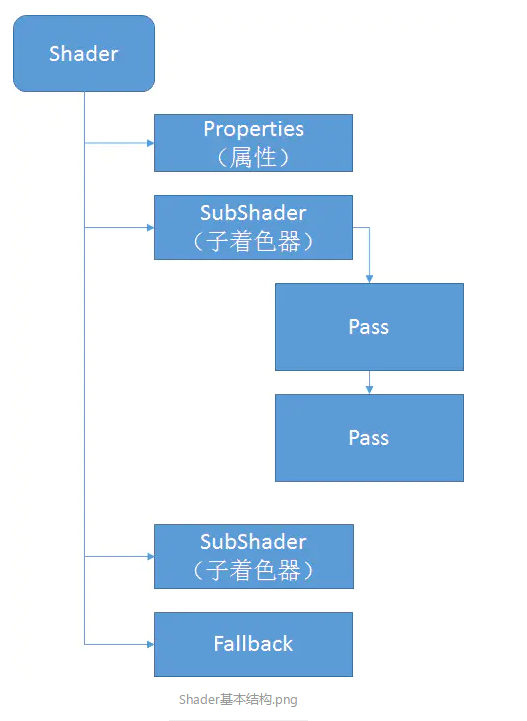 Shader
Properties
（属性）
SubShader
（子着色器）
Pass
Pass
SubShader
（子着色器）
Fallback
Shader基本结构.png